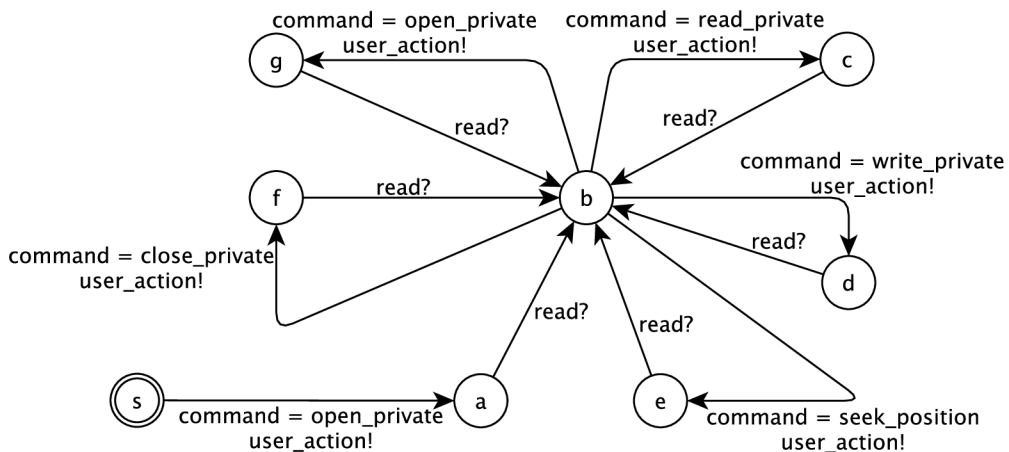 command = open_private
user_action!
command = read_private
user_action!
g
c
read?
read?
command = write_private
user_action!
f
read?
b
read?
command = close_private
user_action!
d
read?
read?
s
a
e
command = open_private
user_action!
command = seek_position
user_action!